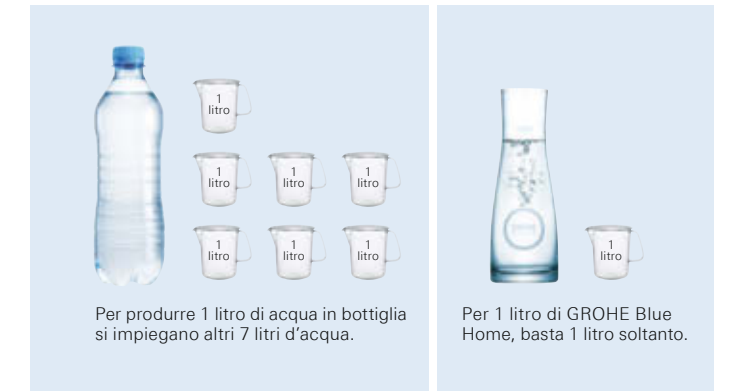 1
litro
1
litro
1
litro
1
litro
1
litro
1
litro
1
litro
Per produrre 1 litro di acqua in bottiglia
si impiegano altri 7 litri d'acqua.
1
litro
Per 1 litro di GROHE Blue
Home, basta 1 litro soltanto.